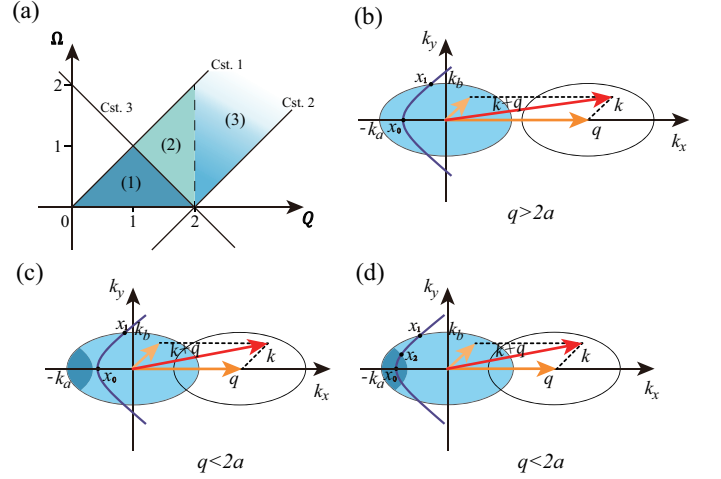 (a)
Ω
Cst. 1
2
Cst. 3
Cst. 2
(3)
(2)
1
(1)
0
1
2
Q
(b)
k_y
x_1
k_b
k+q
k
-k_a
x_0
q
k_x
q>2a
(c)
k_y
x_1
k_b
k+q
k
-k_a
x_0
q
k_x
q<2a
(d)
k_y
x_1
k_b
x_2
k+q
k
-k_a
x_0
q
k_x
q<2a